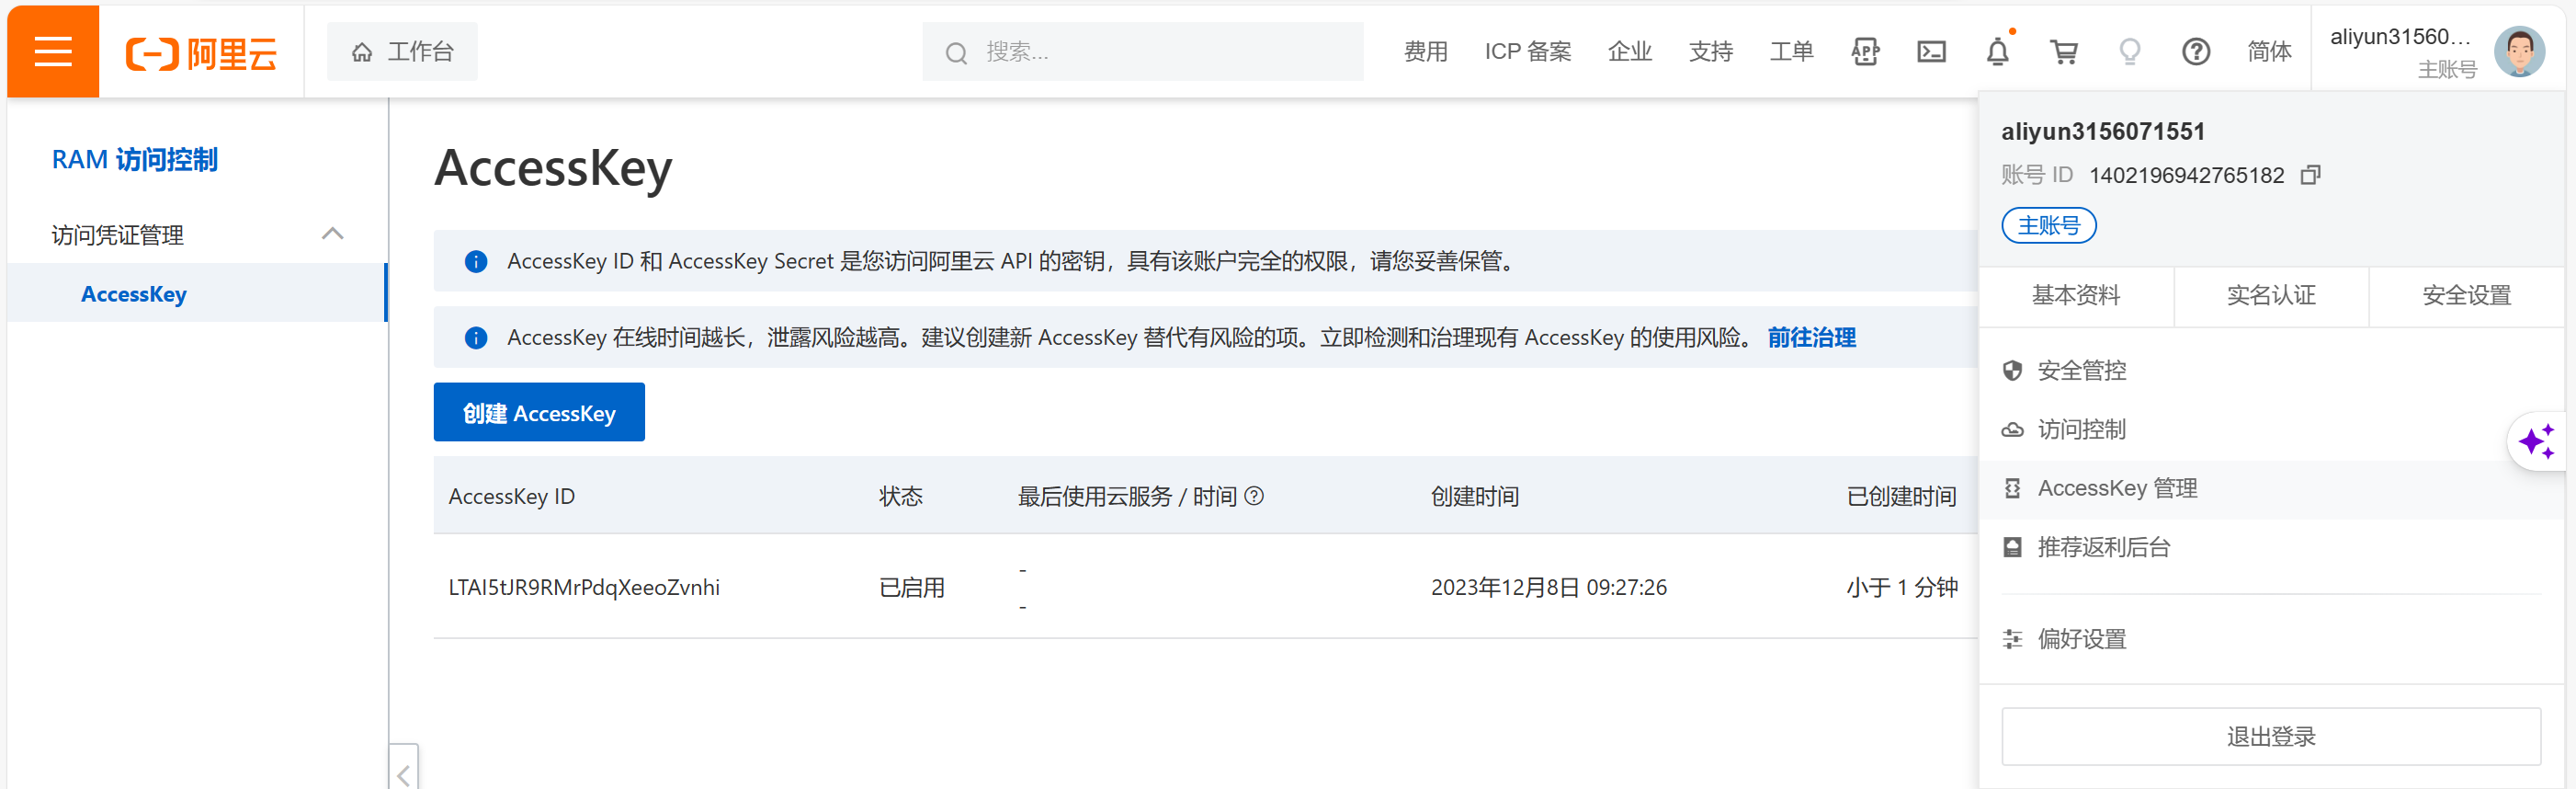 阿里云
工作台
搜索...
费用
ICP 备案
企业
支持
工单
APP
简体
aliyun31560...
主账号
RAM 访问控制
访问凭证管理
AccessKey
AccessKey
AccessKey ID 和 AccessKey Secret 是您访问阿里云 API 的密钥，具有该账户完全的权限，请您妥善保管。
AccessKey 在线时间越长，泄露风险越高。建议创建新 AccessKey 替代有风险的项。立即检测和治理现有 AccessKey 的使用风险。 前往治理
创建 AccessKey
AccessKey ID 状态 最后使用云服务 / 时间 创建时间 已创建时间
-
LTAI5tJR9RMrPdqXeeoZvnhi 已启用 2023年12月8日 09:27:26 小于 1 分钟
-
aliyun3156071551
账号 ID 1402196942765182
主账号
基本资料 实名认证 安全设置
安全管控
访问控制
AccessKey 管理
推荐返利后台
偏好设置
退出登录